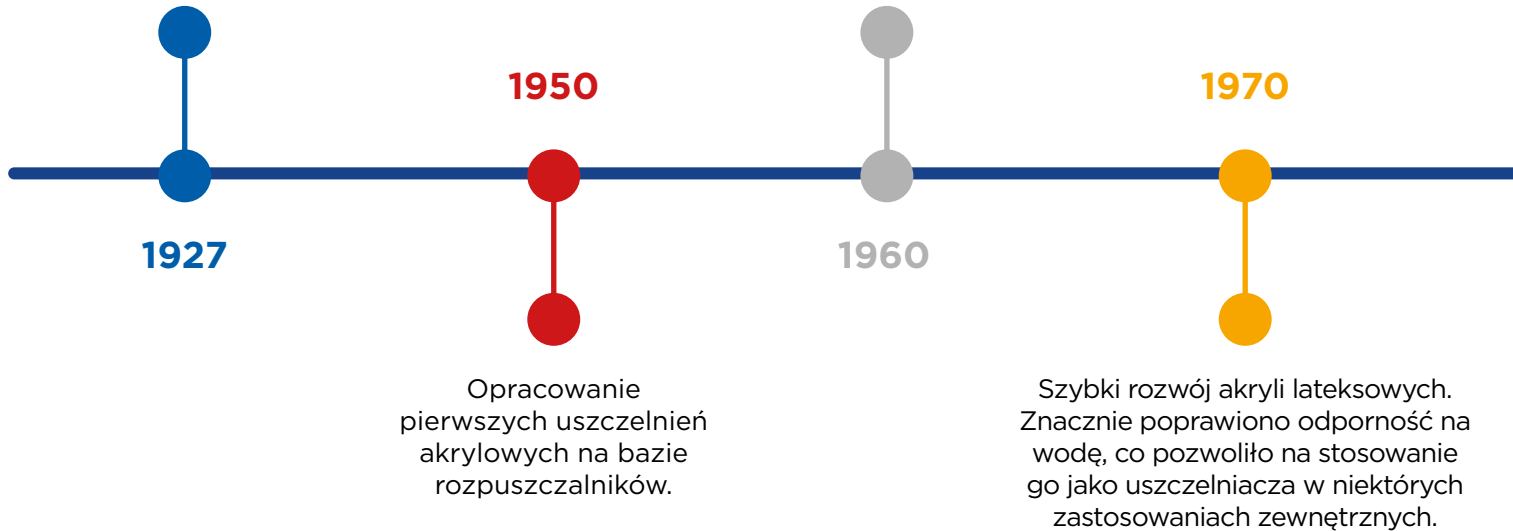 1927
1950
Opracowanie
pierwszych uszczelnień
akrylowych na bazie
rozpuszczalników.
1960
1970
Szybki rozwój akryli lateksowych.
Znacznie poprawiono odporność na
wodę, co pozwoliło na stosowanie
go jako uszczelniacza w niektórych
zastosowaniach zewnętrznych.